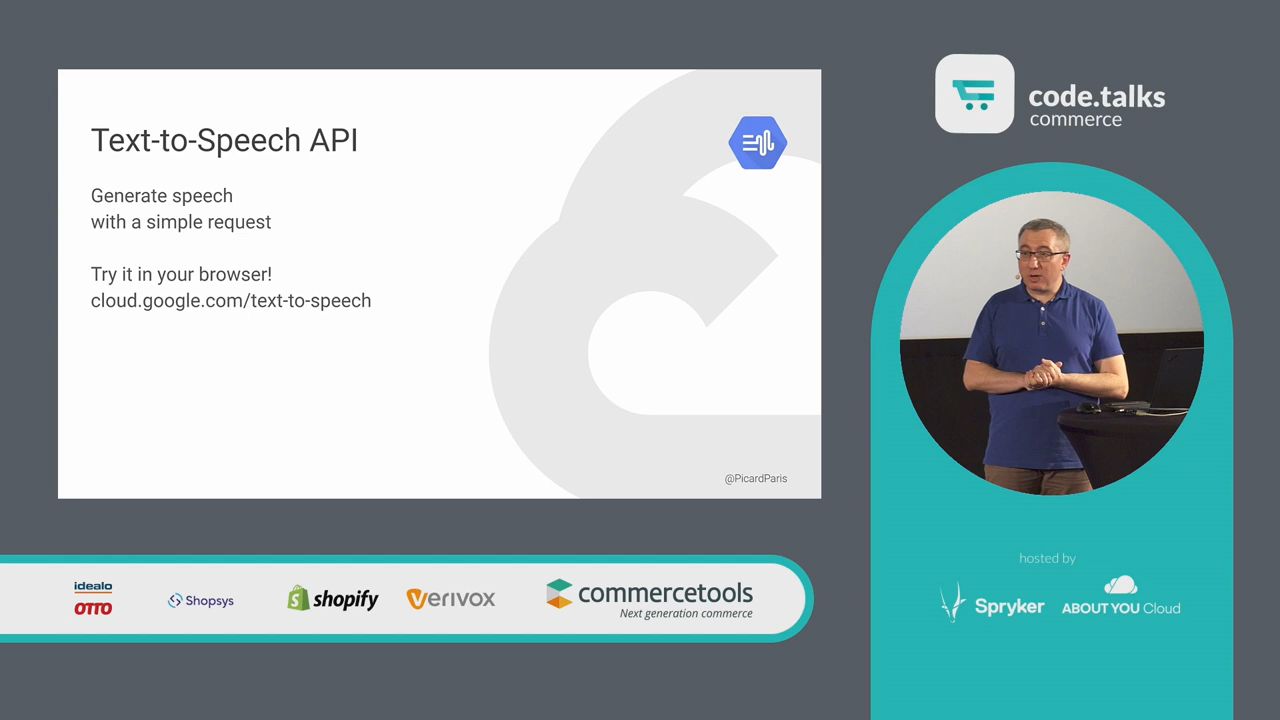 Text-to-Speech API
Generate speech
with a simple request
Try it in your browser!
cloud.google.com/text-to-speech
@PicardParis
code.talks
commerce
hosted by
Spryker
ABOUT YOU Cloud
idealo
OTTO
Shopsys
shopify
Verivox
commercetools
Next generation commerce